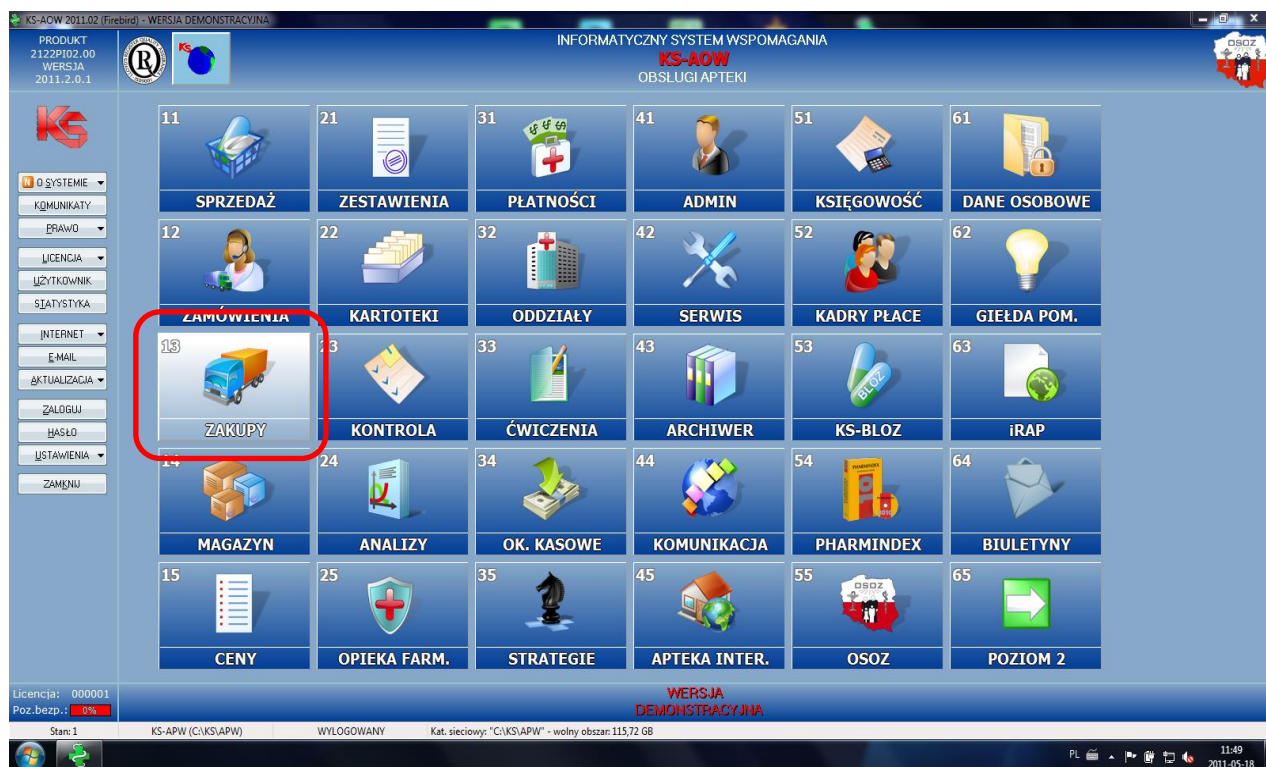 KS-AOW 2011.02 (Firebird) - WERSJA DEMONSTRACYJNA
PRODUKT
2122PI02.00
WERSJA
2011.2.0.1
R
KS
INFORMATYCZNY SYSTEM WSPOMAGANIA
KS-AOW
OBSŁUGI APTEKI
OSOZ
KS
O SYSTEMIE
KOMUNIKATY
PRAWO
LICENCJA
UŻYTKOWNIK
STATYSTYKA
INTERNET
E-MAIL
AKTUALIZACJA
ZALOGUJ
HASŁO
USTAWIENIA
ZAMKNIJ
11 21 31 41 51 61
SPRZEDAŻ ZESTAWIENIA PŁATNOŚCI ADMIN KSIĘGOWOŚĆ DANE OSOBOWE
12 22 32 42 52 62
ZAMÓWIENIA KARTOTEKI ODDZIAŁY SERWIS KADRY PŁACE GIEŁDA POM.
13 23 33 43 53 63
BLOZ
ZAKUPY KONTROLA ĆWICZENIA ARCHIWER KS-BLOZ iRAP
14 24 34 44 54 64
MAGAZYN ANALIZY OK. KASOWE KOMUNIKACJA PHARMINDEX BIULETYNY
15 25 35 45 55 65
OSOZ
CENY OPIEKA FARM. STRATEGIE APTEKA INTER. OSOZ POZIOM 2
Licencja: 000001
Poz.bezp.: 0%
WERSJA
DEMONSTRACYJNA
Stan: 1 KS-APW (C:\KS\APW) WYLOGOWANY Kat. sieciowy: "C:\KS\APW" - wolny obszar: 115,72 GB
PL 11:49
2011-05-18